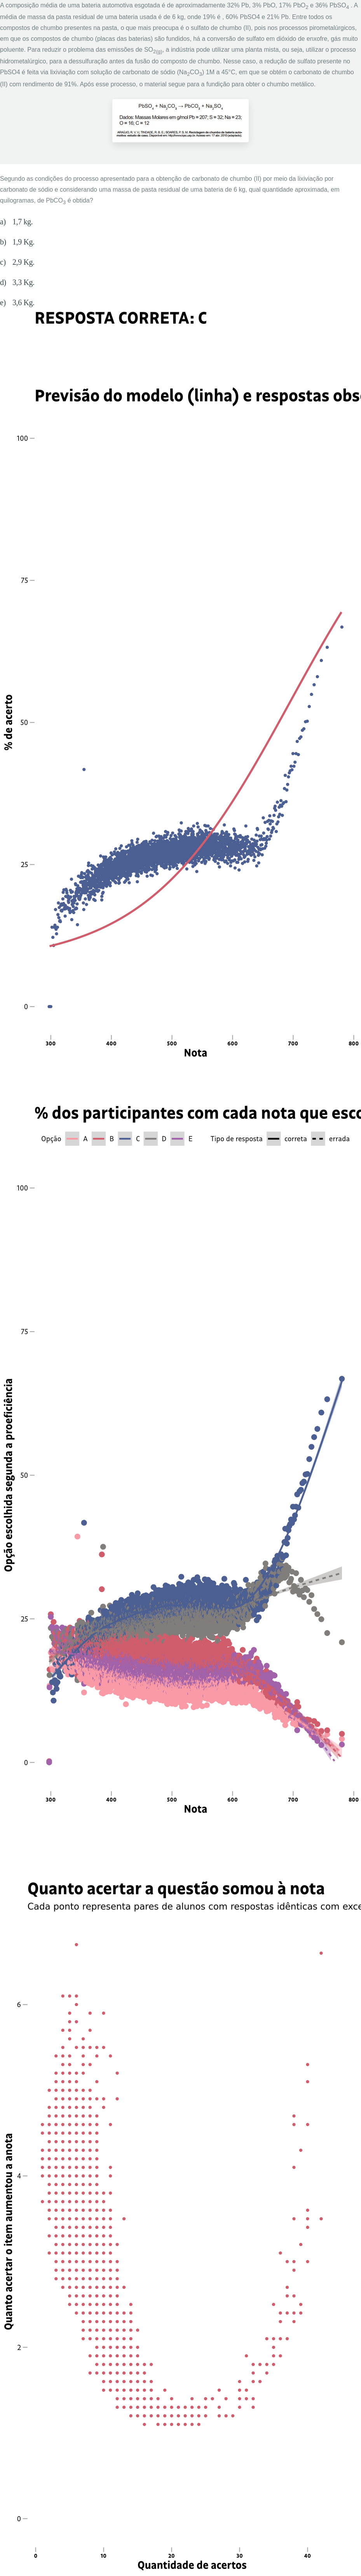 A composição média de uma bateria automotiva esgotada é de aproximadamente 32% Pb, 3% PbO, 17% PbO2 e 36% PbSO4 . A
média de massa da pasta residual de uma bateria usada é de 6 kg, onde 19% é , 60% PbSO4 e 21% Pb. Entre todos os
compostos de chumbo presentes na pasta, o que mais preocupa é o sulfato de chumbo (II), pois nos processos pirometalúrgicos,
em que os compostos de chumbo (placas das baterias) são fundidos, há a conversão de sulfato em dióxido de enxofre, gás muito
poluente. Para reduzir o problema das emissões de SO2(g), a indústria pode utilizar uma planta mista, ou seja, utilizar o processo
hidrometalúrgico, para a dessulfuração antes da fusão do composto de chumbo. Nesse caso, a redução de sulfato presente no
PbSO4 é feita via lixiviação com solução de carbonato de sódio (Na2CO3) 1M a 45°C, em que se obtém o carbonato de chumbo
(II) com rendimento de 91%. Após esse processo, o material segue para a fundição para obter o chumbo metálico.
PbSO4 + Na2CO3 → PbCO3 + Na2SO4
Dados: Massas Molares em g/mol Pb = 207; S = 32; Na = 23;
O = 16; C = 12
Segundo as condições do processo apresentado para a obtenção de carbonato de chumbo (II) por meio da lixiviação por
carbonato de sódio e considerando uma massa de pasta residual de uma bateria de 6 kg, qual quantidade aproximada, em
quilogramas, de PbCO3 é obtida?
a) 1,7 kg.
b) 1,9 Kg.
c) 2,9 Kg.
d) 3,3 Kg.
e) 3,6 Kg.
RESPOSTA CORRETA: C
Previsão do modelo (linha) e respostas obs
100
75
50
25
0
% de acerto
300 400 500 600 700 800
Nota
% dos participantes com cada nota que esco
Opção A B C D E Tipo de resposta correta errada
100
75
50
25
0
Opção escolhida segunda a proeficiência
300 400 500 600 700 800
Nota
Quanto acertar a questão somou à nota
Cada ponto representa pares de alunos com respostas idênticas com exce
6
4
2
0
Quanto acertar o item aumentou a anota
0 10 20 30 40
Quantidade de acertos